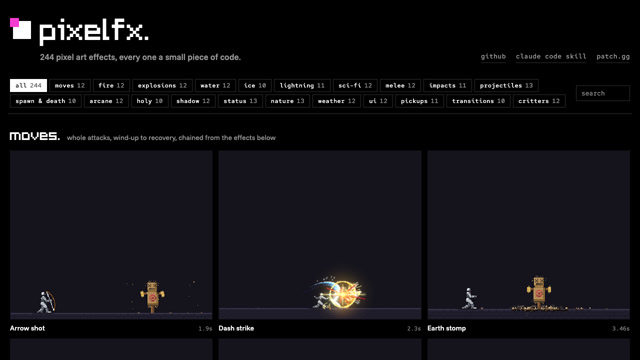 pixelfx.
244 pixel art effects, every one a small piece of code.
github claude code skill patch.gg
all 244 moves 12 fire 12 explosions 12 water 12 ice 10 lightning 11 sci-fi 12 melee 12 impacts 11 projectiles 13
spawn & death 10 arcane 12 holy 10 shadow 12 status 13 nature 13 weather 12 ui 12 pickups 11 transitions 10 critters 12
search
moves. whole attacks, wind-up to recovery, chained from the effects below
Arrow shot 1.9s
Dash strike 2.3s
Earth stomp 3.46s